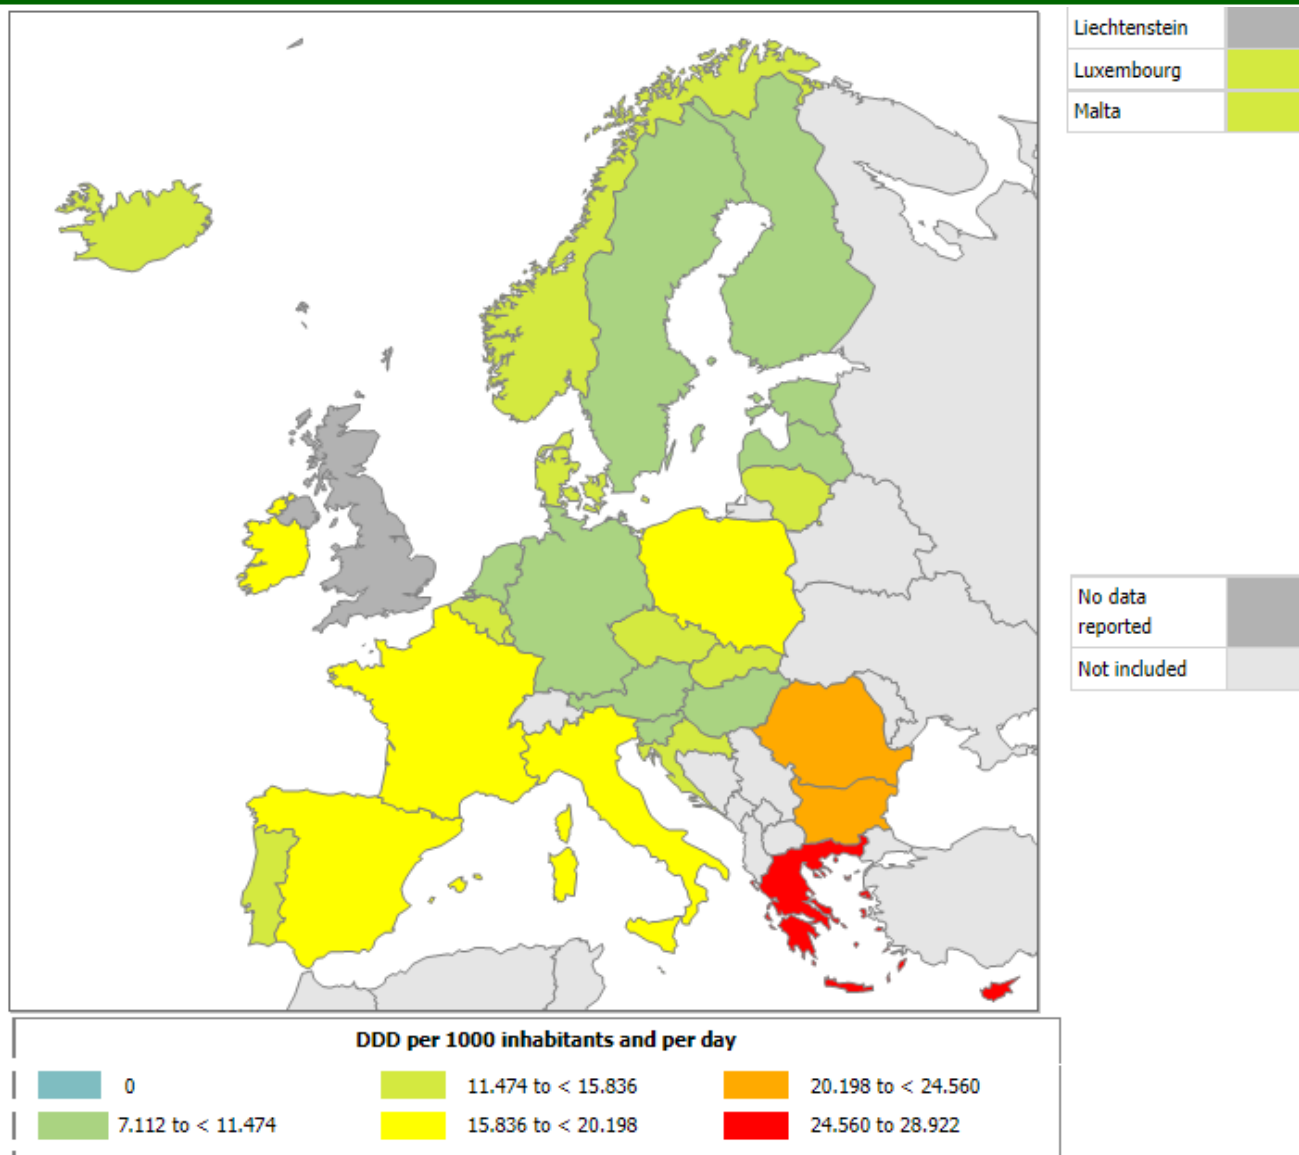 Liechtenstein
Luxembourg
Malta
No data
reported
Not included
DDD per 1000 inhabitants and per day
0
11.474 to < 15.836
20.198 to < 24.560
7.112 to < 11.474
15.836 to < 20.198
24.560 to 28.922